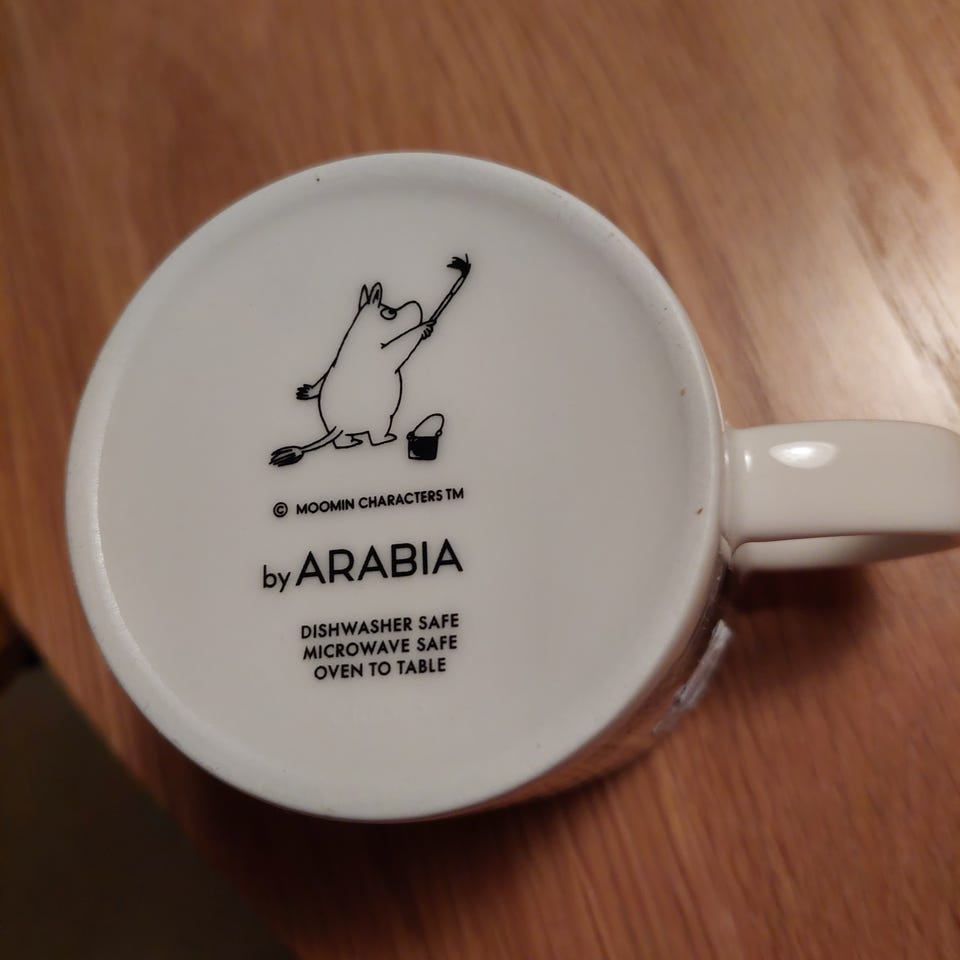 © MOOMIN CHARACTERS TM
by ARABIA
DISHWASHER SAFE
MICROWAVE SAFE
OVEN TO TABLE